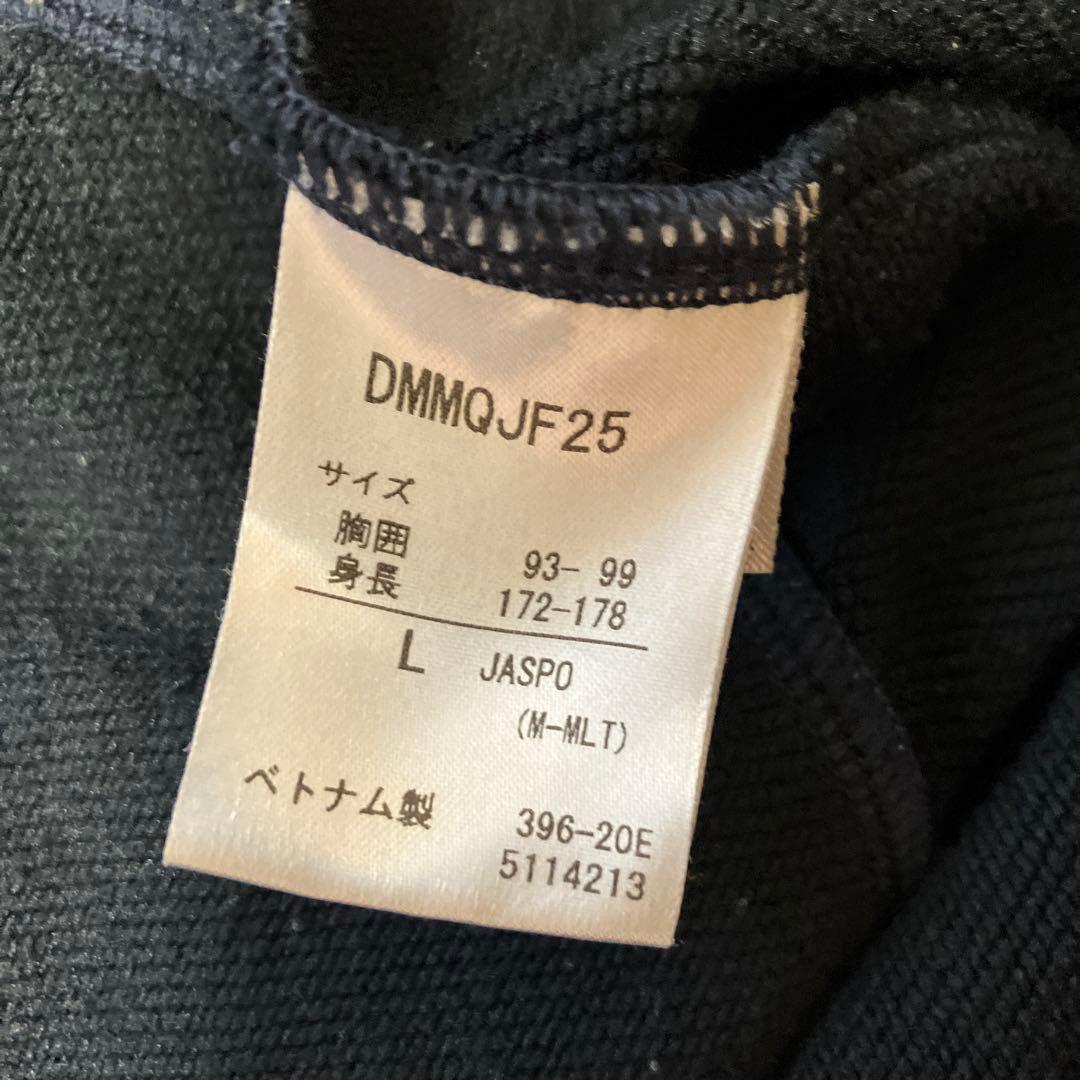 DMMQJF25
サイズ
胸囲 93- 99
身長 172-178
L JASPO
(M-MLT)
ベトナム製 396-20E
5114213